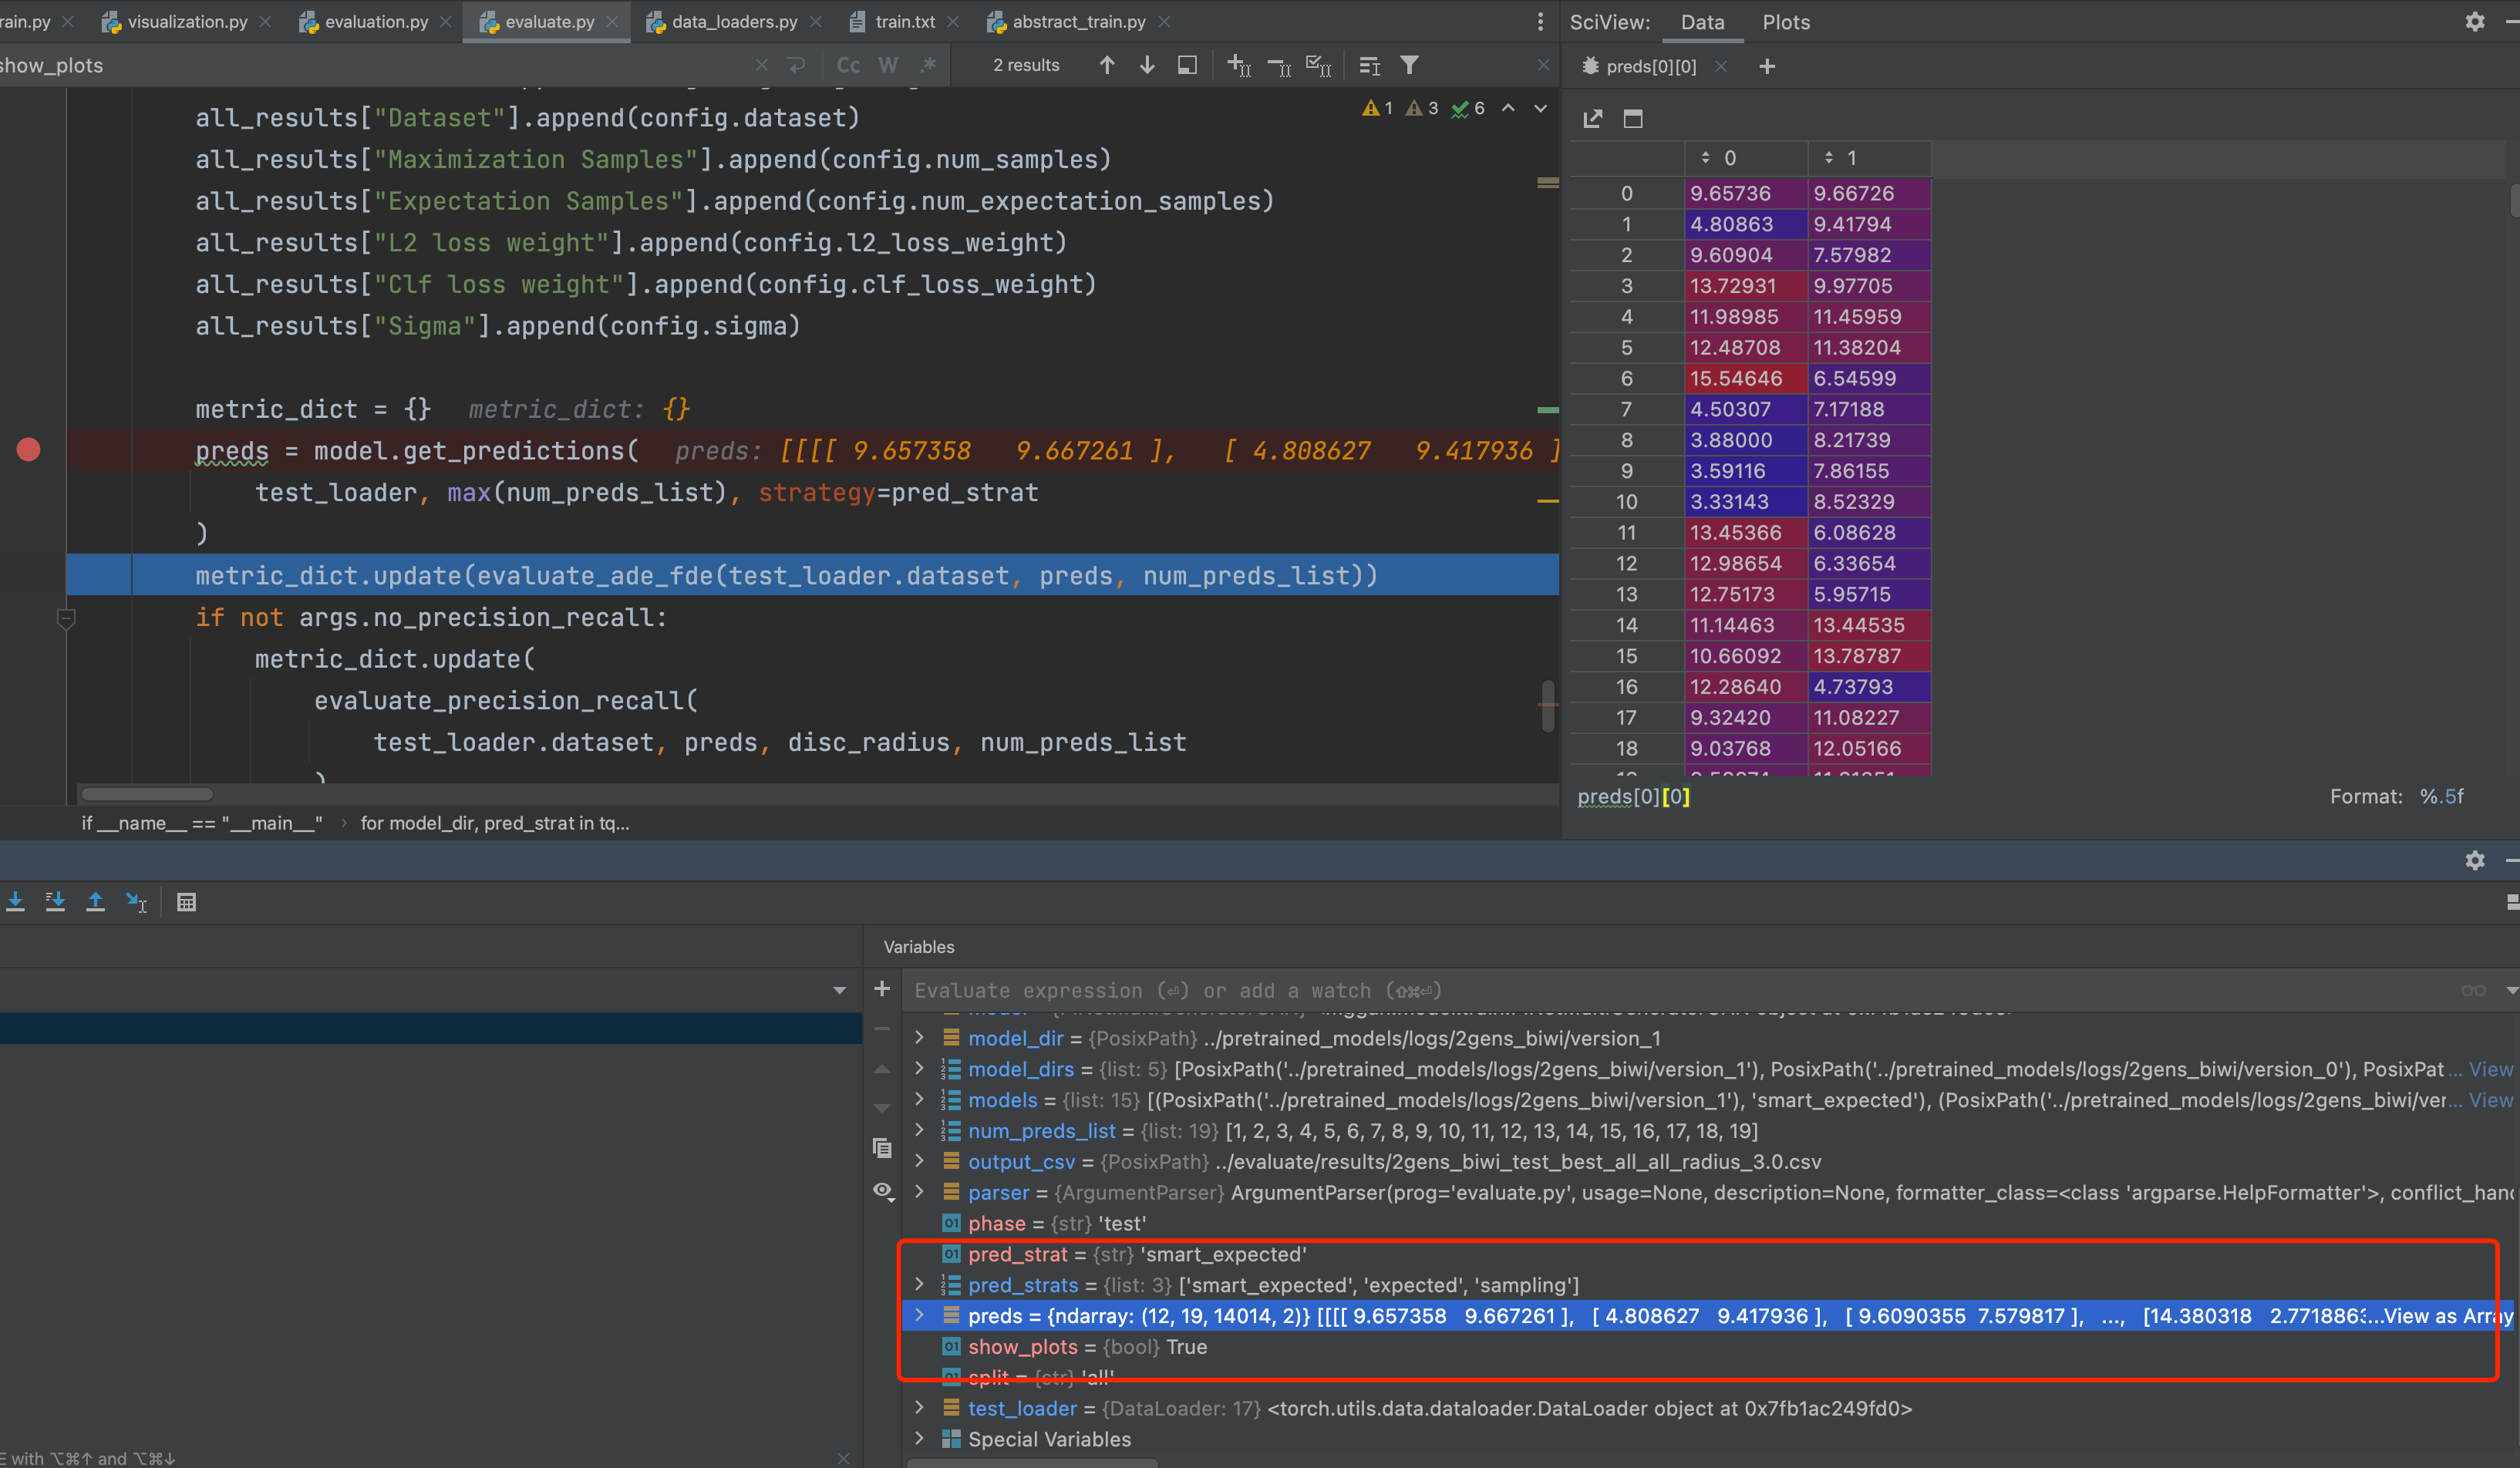 rain.py visualization.py evaluation.py evaluate.py data_loaders.py train.txt abstract_train.py
SciView: Data Plots
show_plots Cc W .* 2 results
preds[0][0]
1 3 6
all_results["Dataset"].append(config.dataset)
all_results["Maximization Samples"].append(config.num_samples)
all_results["Expectation Samples"].append(config.num_expectation_samples)
all_results["L2 loss weight"].append(config.l2_loss_weight)
all_results["Clf loss weight"].append(config.clf_loss_weight)
all_results["Sigma"].append(config.sigma)
metric_dict = {} metric_dict: {}
preds = model.get_predictions( preds: [[[[ 9.657358 9.667261 ], [ 4.808627 9.417936 ]
test_loader, max(num_preds_list), strategy=pred_strat
)
metric_dict.update(evaluate_ade_fde(test_loader.dataset, preds, num_preds_list))
if not args.no_precision_recall:
metric_dict.update(
evaluate_precision_recall(
test_loader.dataset, preds, disc_radius, num_preds_list
)
if __name__ == "__main__" › for model_dir, pred_strat in tq...
0 1
0 9.65736 9.66726
1 4.80863 9.41794
2 9.60904 7.57982
3 13.72931 9.97705
4 11.98985 11.45959
5 12.48708 11.38204
6 15.54646 6.54599
7 4.50307 7.17188
8 3.88000 8.21739
9 3.59116 7.86155
10 3.33143 8.52329
11 13.45366 6.08628
12 12.98654 6.33654
13 12.75173 5.95715
14 11.14463 13.44535
15 10.66092 13.78787
16 12.28640 4.73793
17 9.32420 11.08227
18 9.03768 12.05166
preds[0][0] Format: %.5f
Variables
Evaluate expression (⏎) or add a watch (⇧⌘⏎)
model_dir = {PosixPath} ../pretrained_models/logs/2gens_biwi/version_1
model_dirs = {list: 5} [PosixPath('../pretrained_models/logs/2gens_biwi/version_1'), PosixPath('../pretrained_models/logs/2gens_biwi/version_0'), PosixPat... View
models = {list: 15} [(PosixPath('../pretrained_models/logs/2gens_biwi/version_1'), 'smart_expected'), (PosixPath('../pretrained_models/logs/2gens_biwi/ver... View
num_preds_list = {list: 19} [1, 2, 3, 4, 5, 6, 7, 8, 9, 10, 11, 12, 13, 14, 15, 16, 17, 18, 19]
output_csv = {PosixPath} ../evaluate/results/2gens_biwi_test_best_all_all_radius_3.0.csv
parser = {ArgumentParser} ArgumentParser(prog='evaluate.py', usage=None, description=None, formatter_class=<class 'argparse.HelpFormatter'>, conflict_han
phase = {str} 'test'
pred_strat = {str} 'smart_expected'
pred_strats = {list: 3} ['smart_expected', 'expected', 'sampling']
preds = {ndarray: (12, 19, 14014, 2)} [[[[ 9.657358 9.667261 ], [ 4.808627 9.417936 ], [ 9.6090355 7.579817 ], ..., [14.380318 2.7718863...View as Array
show_plots = {bool} True
split = {str} 'all'
test_loader = {DataLoader: 17} <torch.utils.data.dataloader.DataLoader object at 0x7fb1ac249fd0>
Special Variables
E with ⌥⌘↑ and ⌥⌘↓